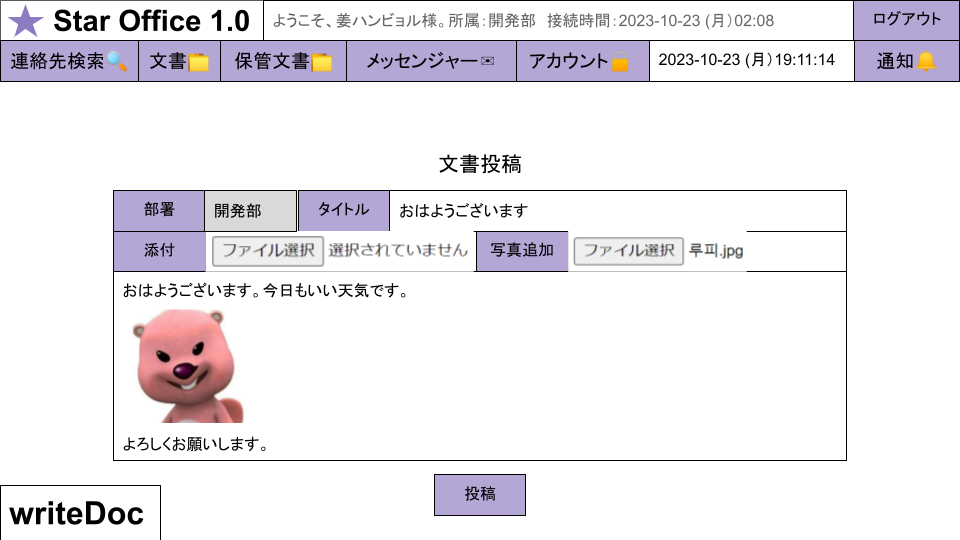 Star Office 1.0 ようこそ、姜ハンビョル様。所属：開発部 接続時間：2023-10-23 (月) 02:08 ログアウト
連絡先検索 文書 保管文書 メッセンジャー アカウント 2023-10-23 (月) 19:11:14 通知
文書投稿
部署 開発部 タイトル おはようございます
添付 ファイル選択 選択されていません 写真追加 ファイル選択 루피.jpg
おはようございます。今日もいい天気です。
よろしくお願いします。
投稿
writeDoc